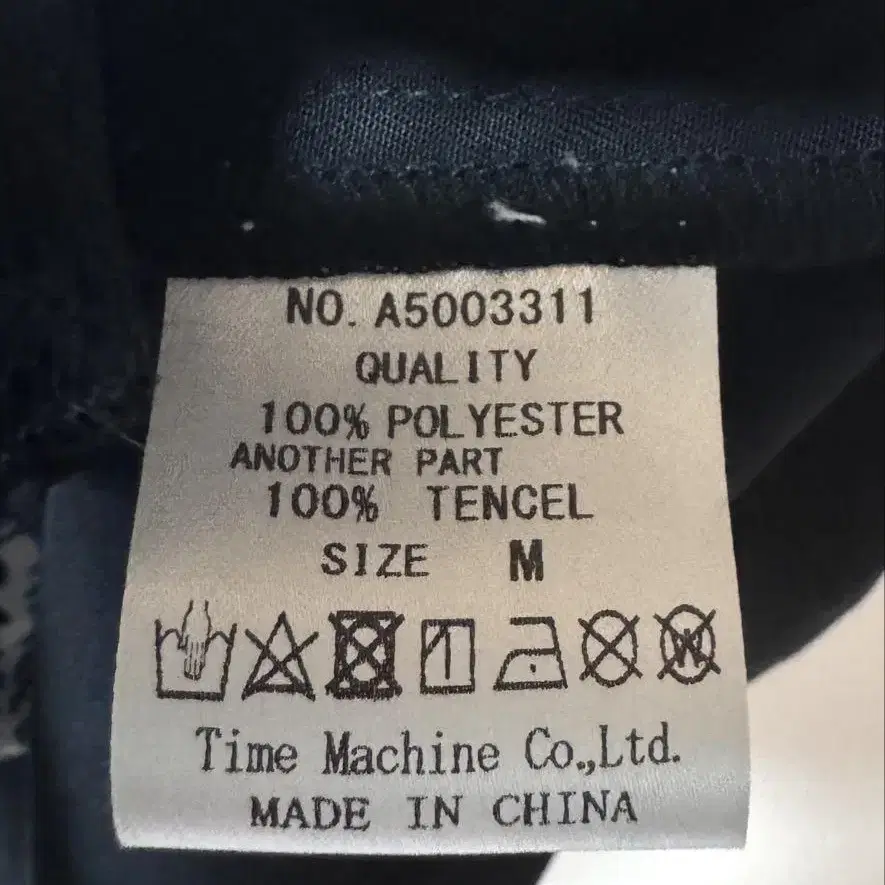 NO. A5003311
QUALITY
100% POLYESTER
ANOTHER PART
100% TENCEL
SIZE M
W
Time Machine Co.,Ltd.
MADE IN CHINA